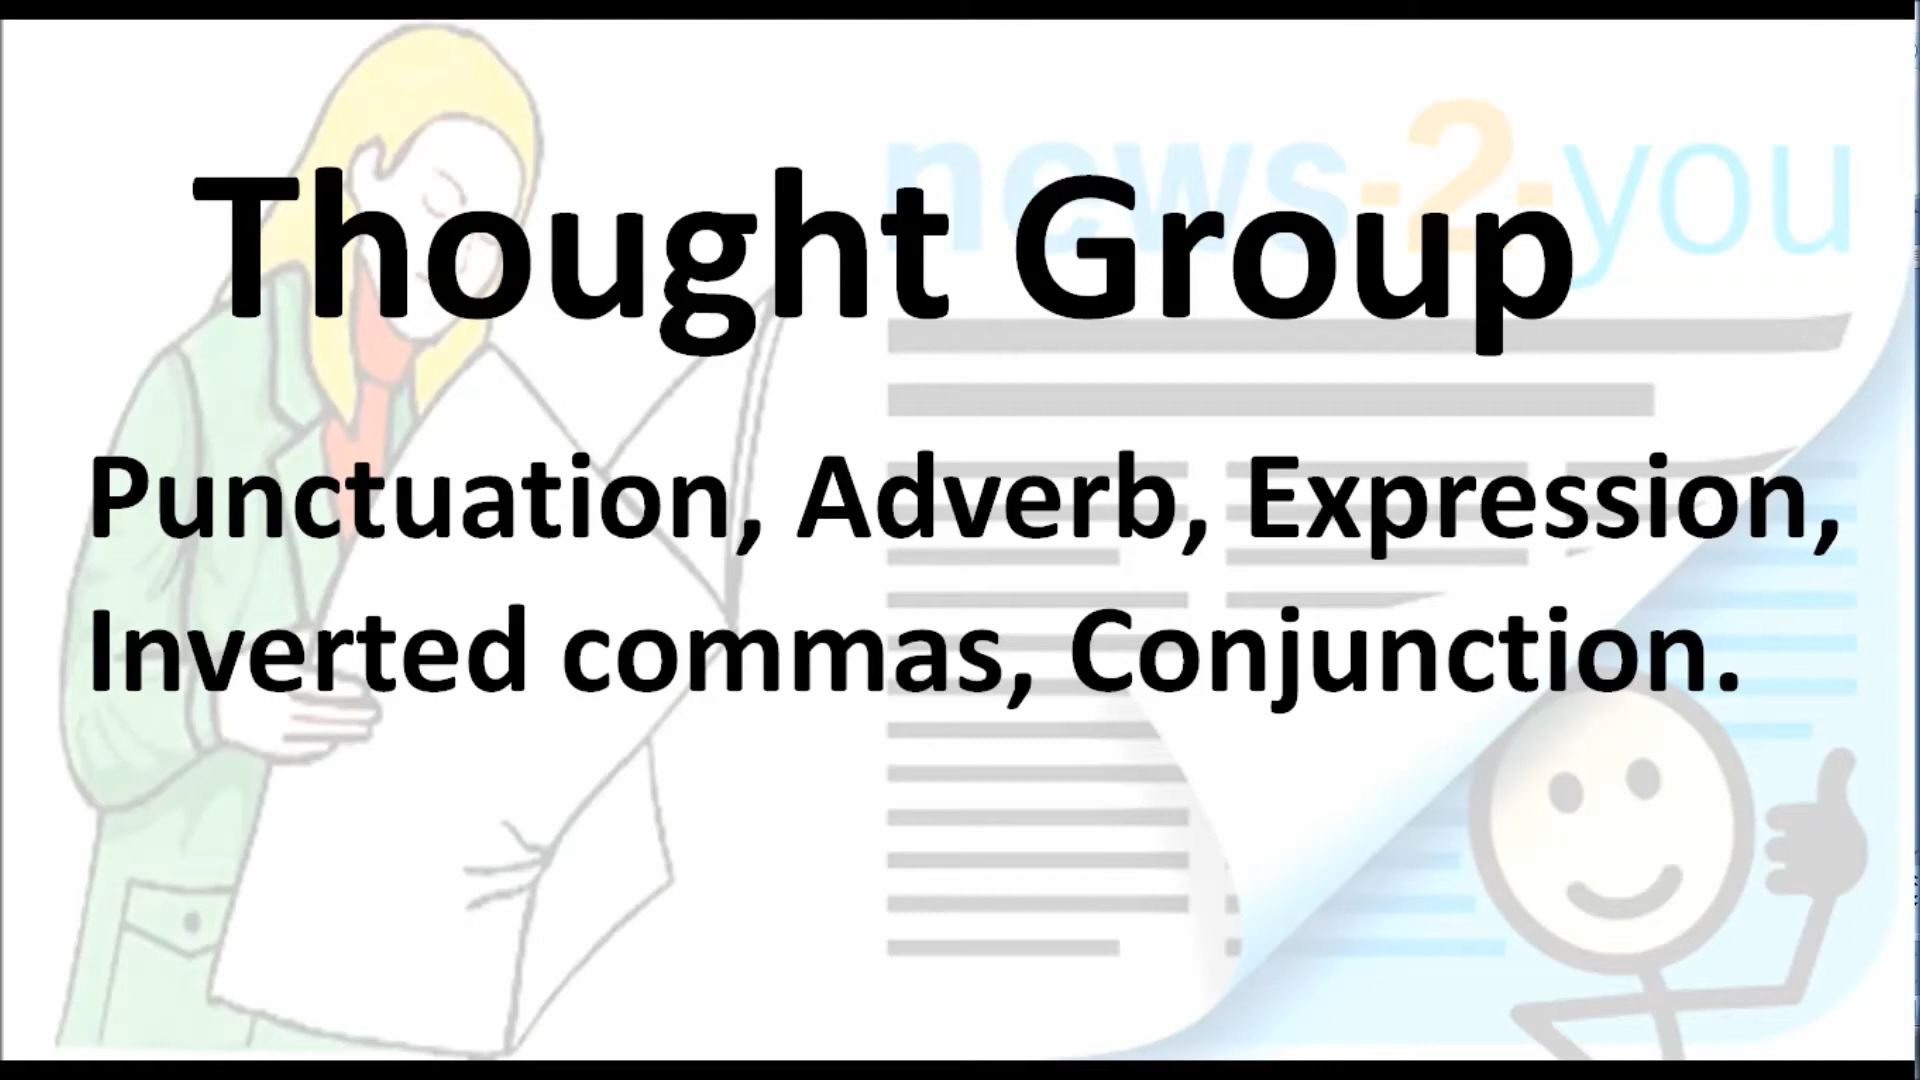 news-2-you
Thought Group
Punctuation, Adverb, Expression,
Inverted commas, Conjunction.